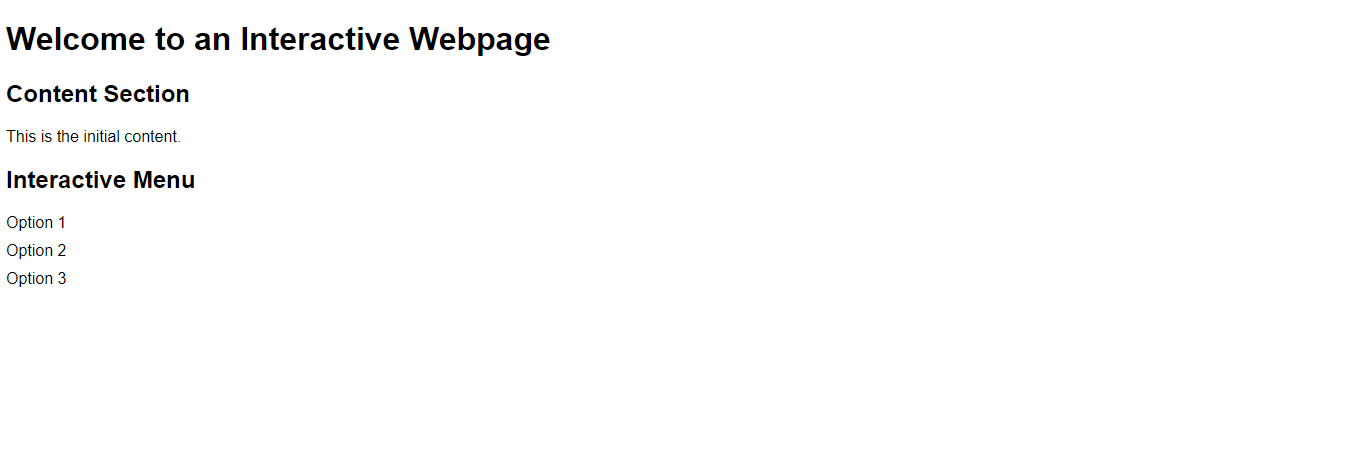 Welcome to an Interactive Webpage
Content Section
This is the initial content.
Interactive Menu
Option 1
Option 2
Option 3